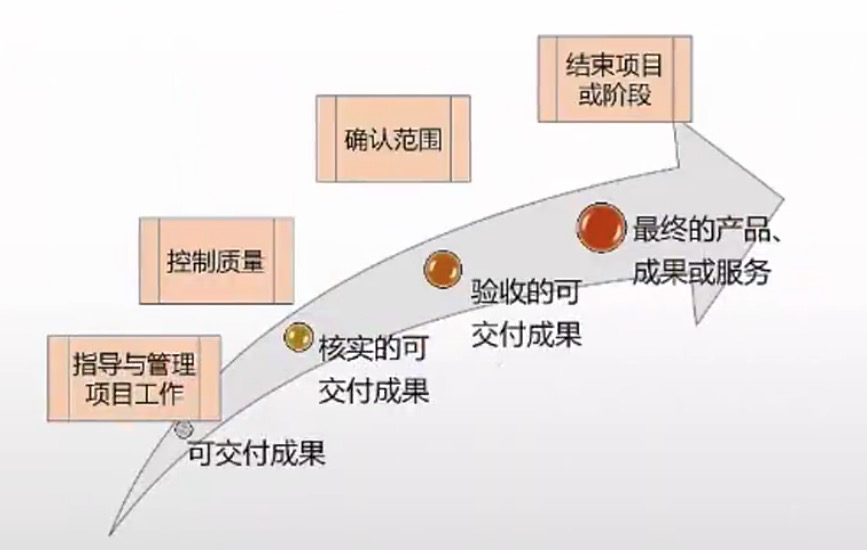 结束项目
或阶段
确认范围
最终的产品、
成果或服务
控制质量
验收的可
交付成果
核实的可
交付成果
指导与管理
项目工作
可交付成果